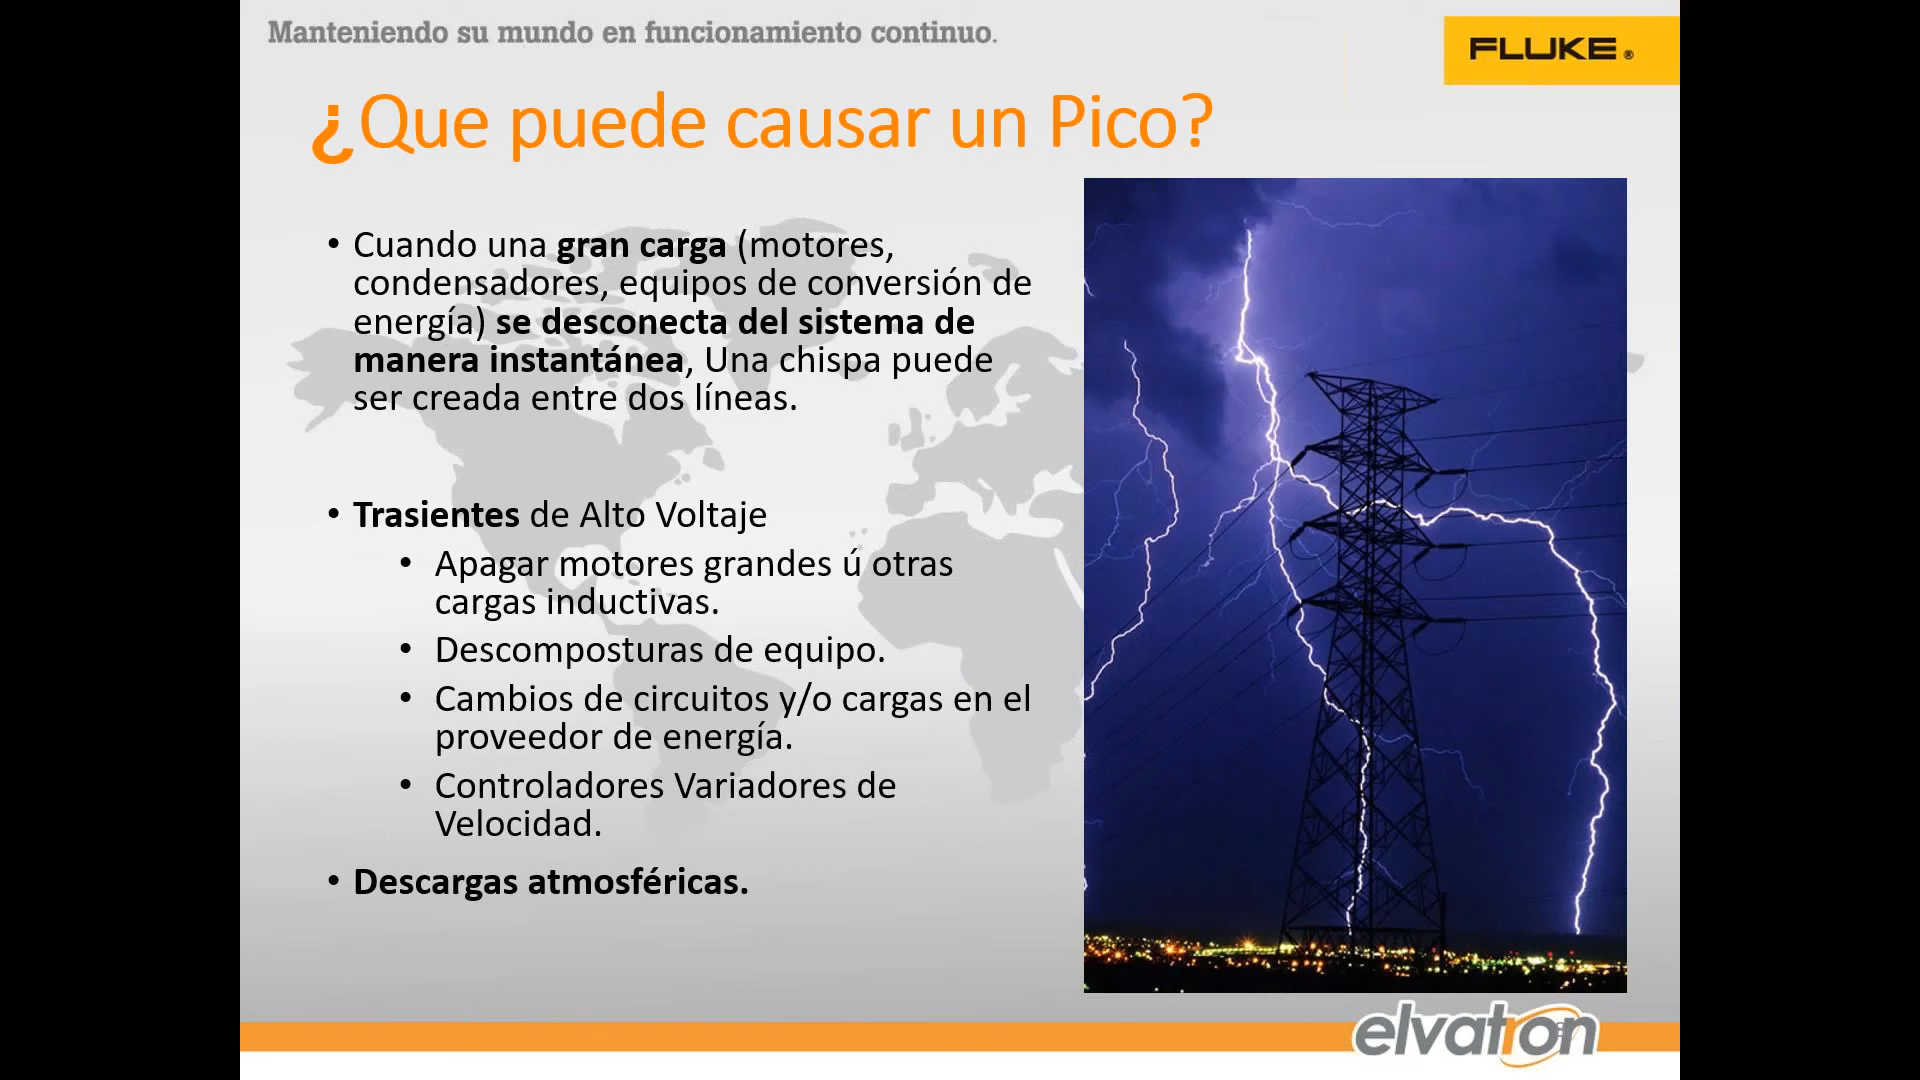 Manteniendo su mundo en funcionamiento continuo.
FLUKE®
¿Que puede causar un Pico?
• Cuando una gran carga (motores,
condensadores, equipos de conversión de
energía) se desconecta del sistema de
manera instantánea, Una chispa puede
ser creada entre dos líneas.
• Trasientes de Alto Voltaje
• Apagar motores grandes ú otras
cargas inductivas.
• Descomposturas de equipo.
• Cambios de circuitos y/o cargas en el
proveedor de energía.
• Controladores Variadores de
Velocidad.
• Descargas atmosféricas.
elvatron